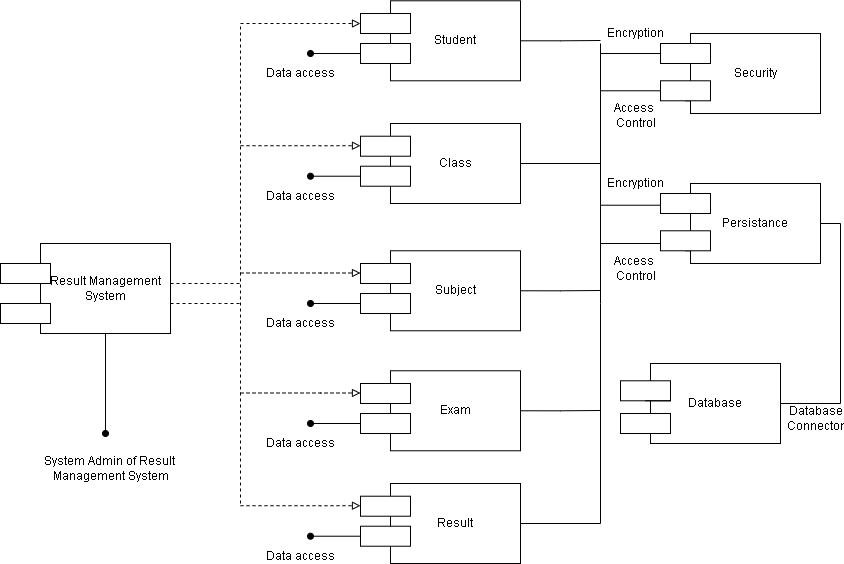 Student
Encryption
Data access
Security
Access
Control
Class
Data access
Encryption
Persistance
Result Management
System
Access
Control
Subject
Data access
Exam
Database
Database
Connector
Data access
System Admin of Result
Management System
Result
Data access